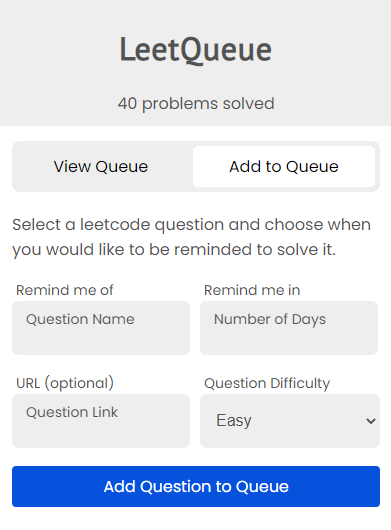 LeetQueue
40 problems solved
View Queue Add to Queue
Select a leetcode question and choose when
you would like to be reminded to solve it.
Remind me of Remind me in
Question Name Number of Days
URL (optional) Question Difficulty
Question Link Easy
Add Question to Queue